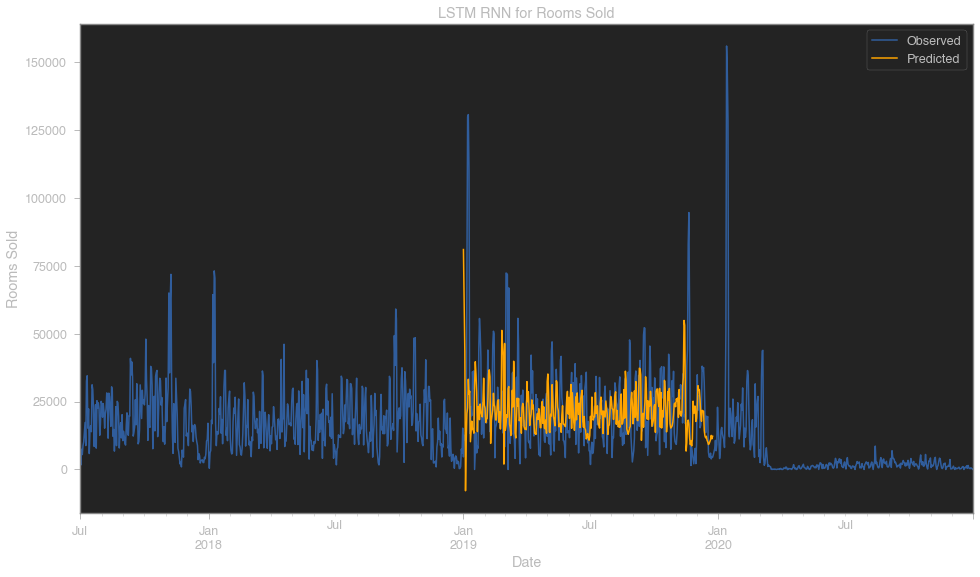 LSTM RNN for Rooms Sold
Observed
Predicted
150000
125000
100000
75000
50000
25000
0
Rooms Sold
Jul Jan Jul Jan Jul Jan Jul
2018 2019 2020
Date